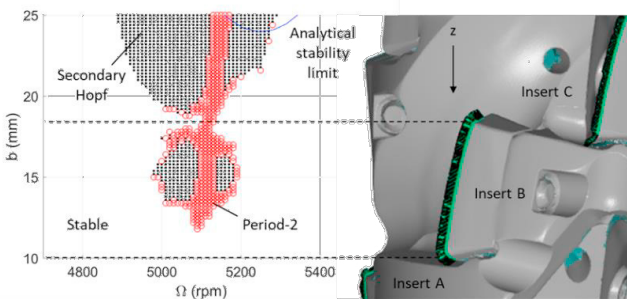 25
20
15
10
b (mm)
4800
5000
5200
5400
Ω (rpm)
Secondary
Hopf
Analytical
stability
limit
Stable
Period-2
z
Insert C
Insert B
Insert A